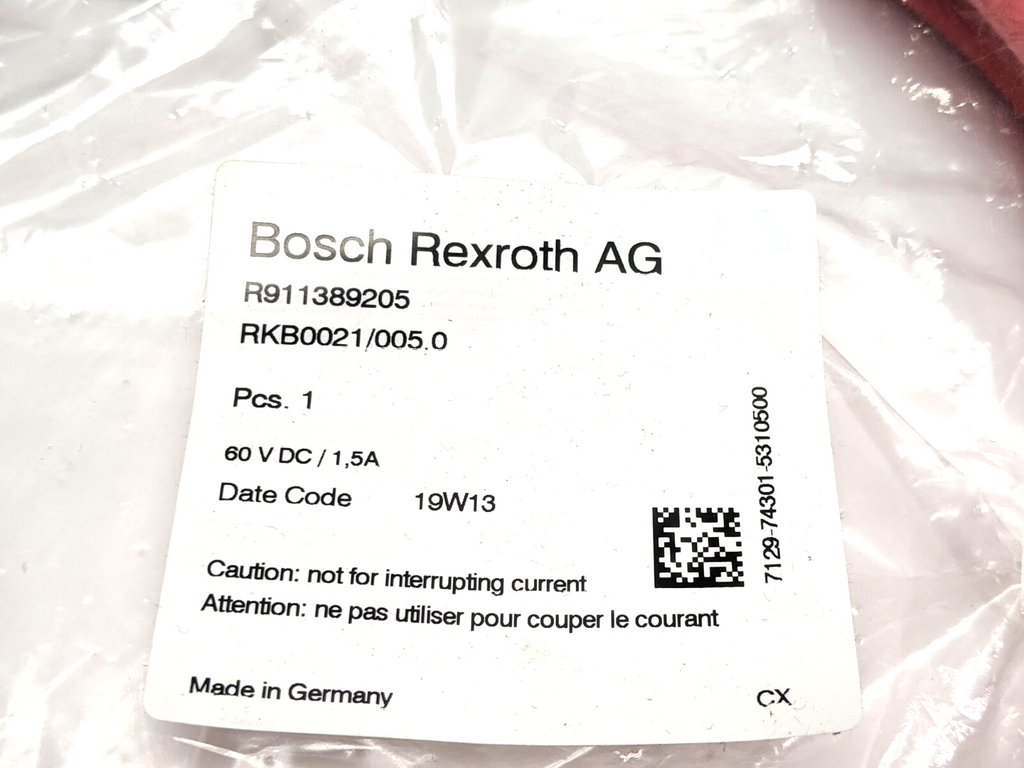 Bosch Rexroth AG
R911389205
RKB0021/005.0
Pcs. 1
60 V DC / 1,5A
Date Code 19W13
7129-74301-5310500
Caution: not for interrupting current
Attention: ne pas utiliser pour couper le courant
Made in Germany
CX